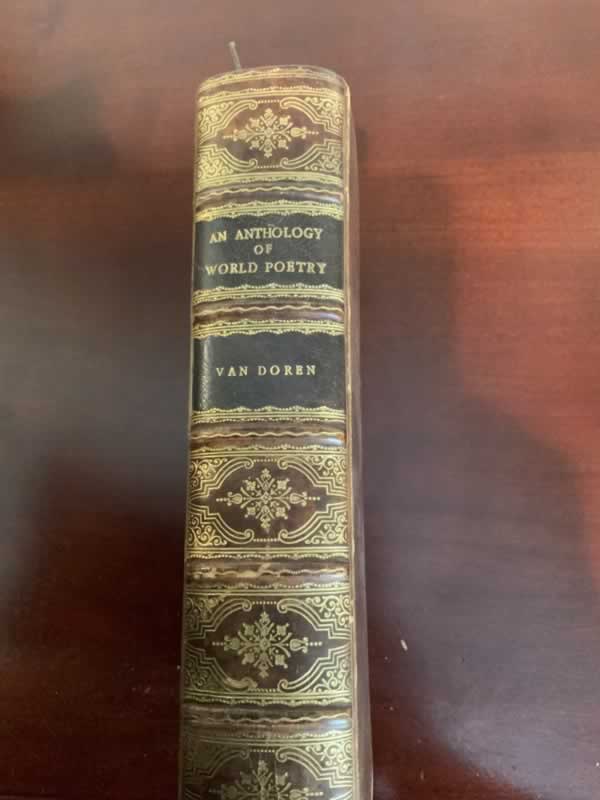 AN ANTHOLOGY
OF
WORLD POETRY
VAN DOREN